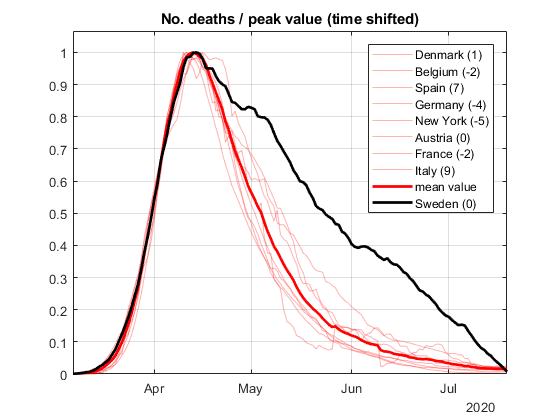 No. deaths / peak value (time shifted)
1
0.9
0.8
0.7
0.6
0.5
0.4
0.3
0.2
0.1
0
Denmark (1)
Belgium (-2)
Spain (7)
Germany (-4)
New York (-5)
Austria (0)
France (-2)
Italy (9)
mean value
Sweden (0)
Apr May Jun Jul
2020